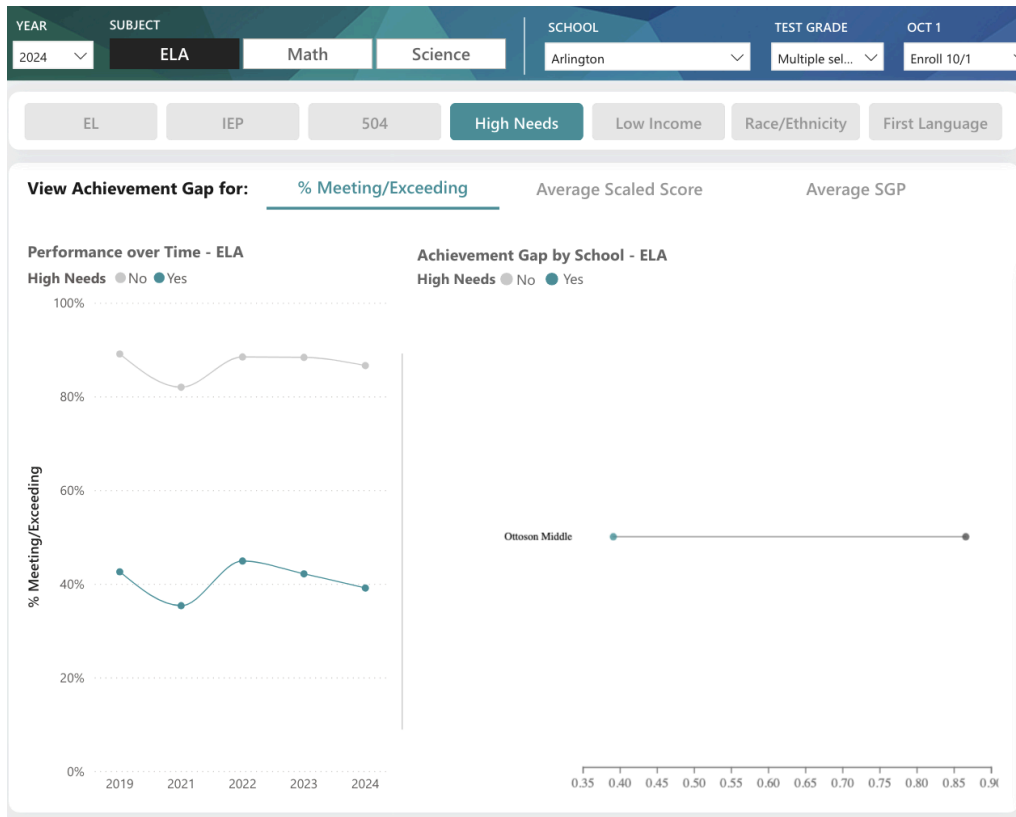 YEAR SUBJECT SCHOOL TEST GRADE OCT 1
2024 ELA Math Science Arlington Multiple sel... Enroll 10/1
EL IEP 504 High Needs Low Income Race/Ethnicity First Language
View Achievement Gap for: % Meeting/Exceeding Average Scaled Score Average SGP
Performance over Time - ELA
High Needs No Yes
100%
80%
60%
40%
20%
0%
% Meeting/Exceeding
2019 2021 2022 2023 2024
Achievement Gap by School - ELA
High Needs No Yes
Ottoson Middle
0.35 0.40 0.45 0.50 0.55 0.60 0.65 0.70 0.75 0.80 0.85 0.90